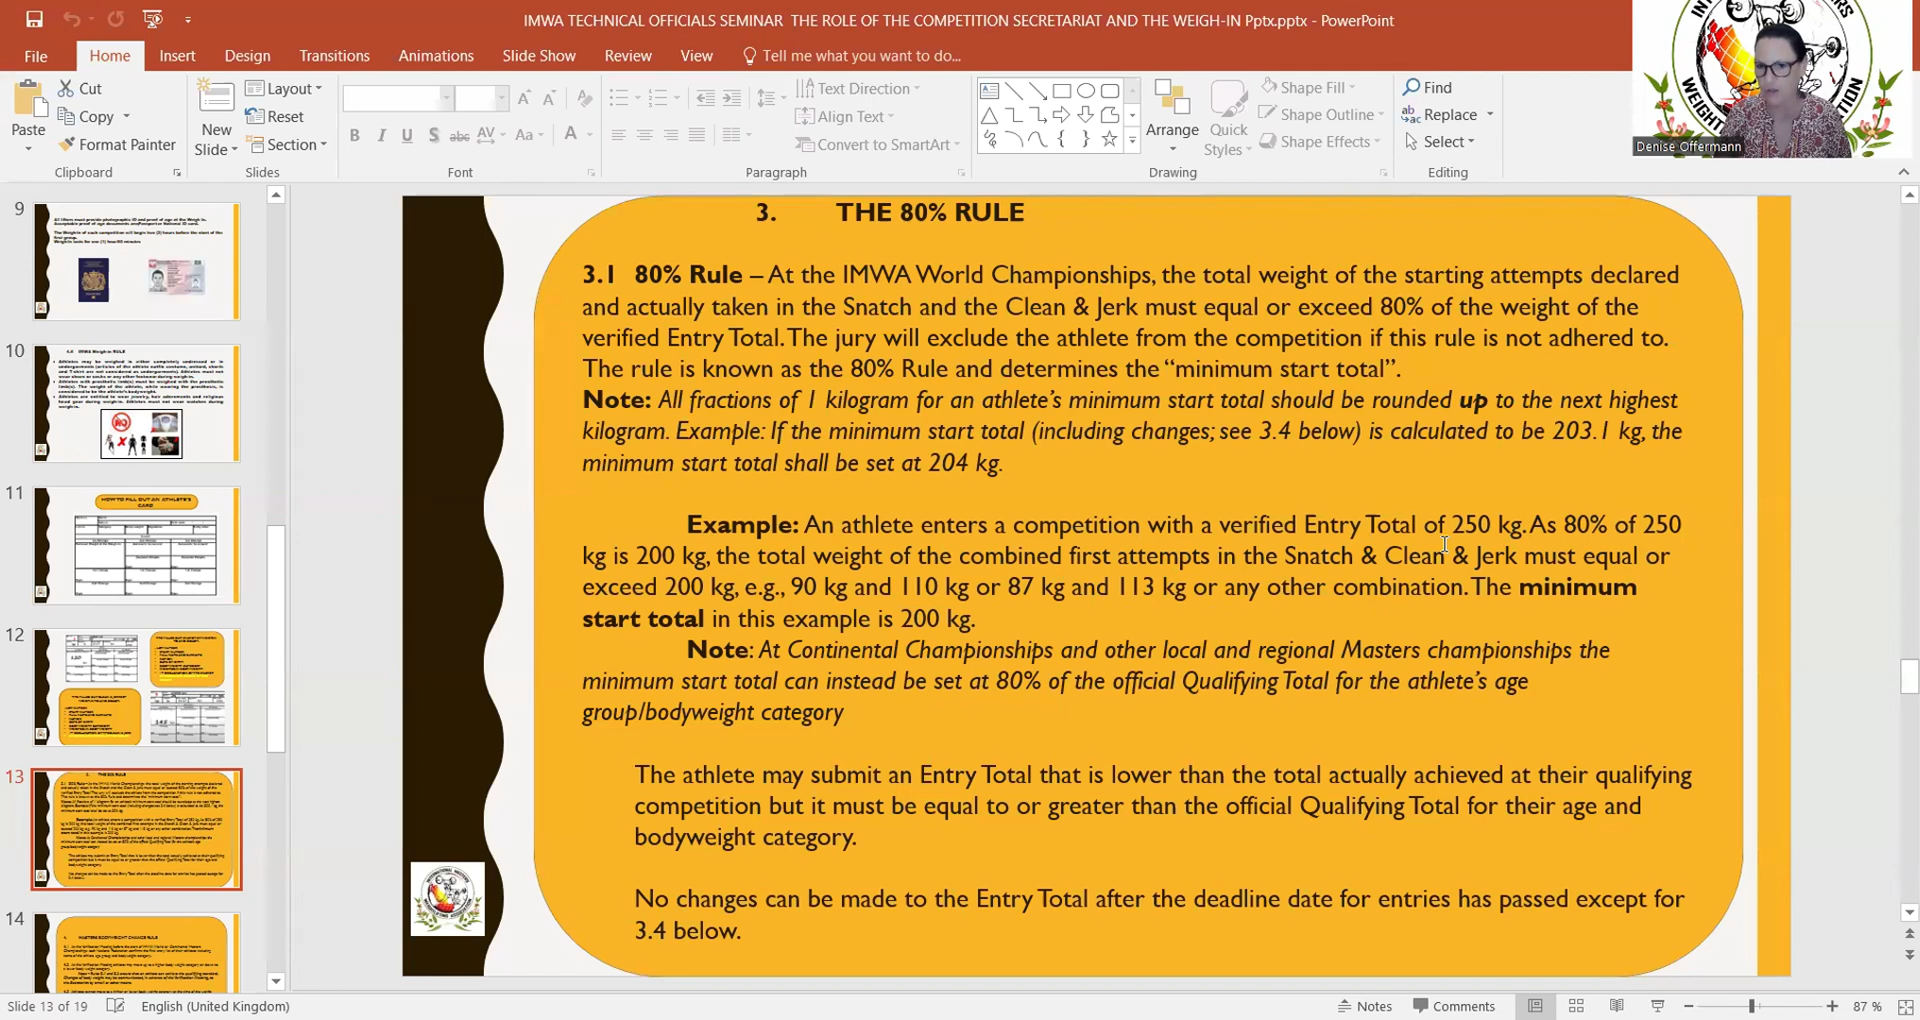 IMWA TECHNICAL OFFICIALS SEMINAR THE ROLE OF THE COMPETITION SECRETARIAT AND THE WEIGH-IN Pptx.pptx - PowerPoint
File Home Insert Design Transitions Animations Slide Show Review View Tell me what you want to do...
Paste
Cut
Copy
Format Painter
Clipboard
New Slide
Layout
Reset
Section
Slides
B I U S abc AV Aa A
Font
Text Direction
Align Text
Convert to SmartArt
Paragraph
Arrange
Quick Styles
Shape Fill
Shape Outline
Shape Effects
Drawing
Find
Replace
Select
Editing
Denise Offermann
9
10
11
HOW TO FILL OUT AN ATHLETE'S CARD
12
13
14
3. THE 80% RULE
3.1 80% Rule – At the IMWA World Championships, the total weight of the starting attempts declared
and actually taken in the Snatch and the Clean & Jerk must equal or exceed 80% of the weight of the
verified Entry Total. The jury will exclude the athlete from the competition if this rule is not adhered to.
The rule is known as the 80% Rule and determines the “minimum start total”.
Note: All fractions of 1 kilogram for an athlete’s minimum start total should be rounded up to the next highest
kilogram. Example: If the minimum start total (including changes; see 3.4 below) is calculated to be 203.1 kg, the
minimum start total shall be set at 204 kg.
Example: An athlete enters a competition with a verified Entry Total of 250 kg. As 80% of 250
kg is 200 kg, the total weight of the combined first attempts in the Snatch & Clean & Jerk must equal or
exceed 200 kg, e.g., 90 kg and 110 kg or 87 kg and 113 kg or any other combination. The minimum
start total in this example is 200 kg.
Note: At Continental Championships and other local and regional Masters championships the
minimum start total can instead be set at 80% of the official Qualifying Total for the athlete’s age
group/bodyweight category
The athlete may submit an Entry Total that is lower than the total actually achieved at their qualifying
competition but it must be equal to or greater than the official Qualifying Total for their age and
bodyweight category.
No changes can be made to the Entry Total after the deadline date for entries has passed except for
3.4 below.
Slide 13 of 19 English (United Kingdom) Notes Comments 87 %